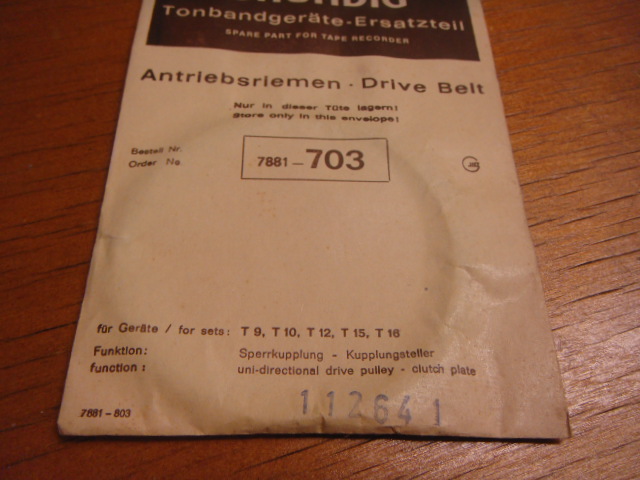 GRUNDIG
Tonbandgeräte-Ersatzteil
SPARE PART FOR TAPE RECORDER
Antriebsriemen · Drive Belt
Nur in dieser Tüte lagern!
Store only in this envelope!
Bestell Nr.
Order No
7881–703
für Geräte / for sets: T 9, T 10, T 12, T 15, T 16
Funktion: Sperrkupplung - Kupplungsteller
function: uni-directional drive pulley - clutch plate
112641
7881–803